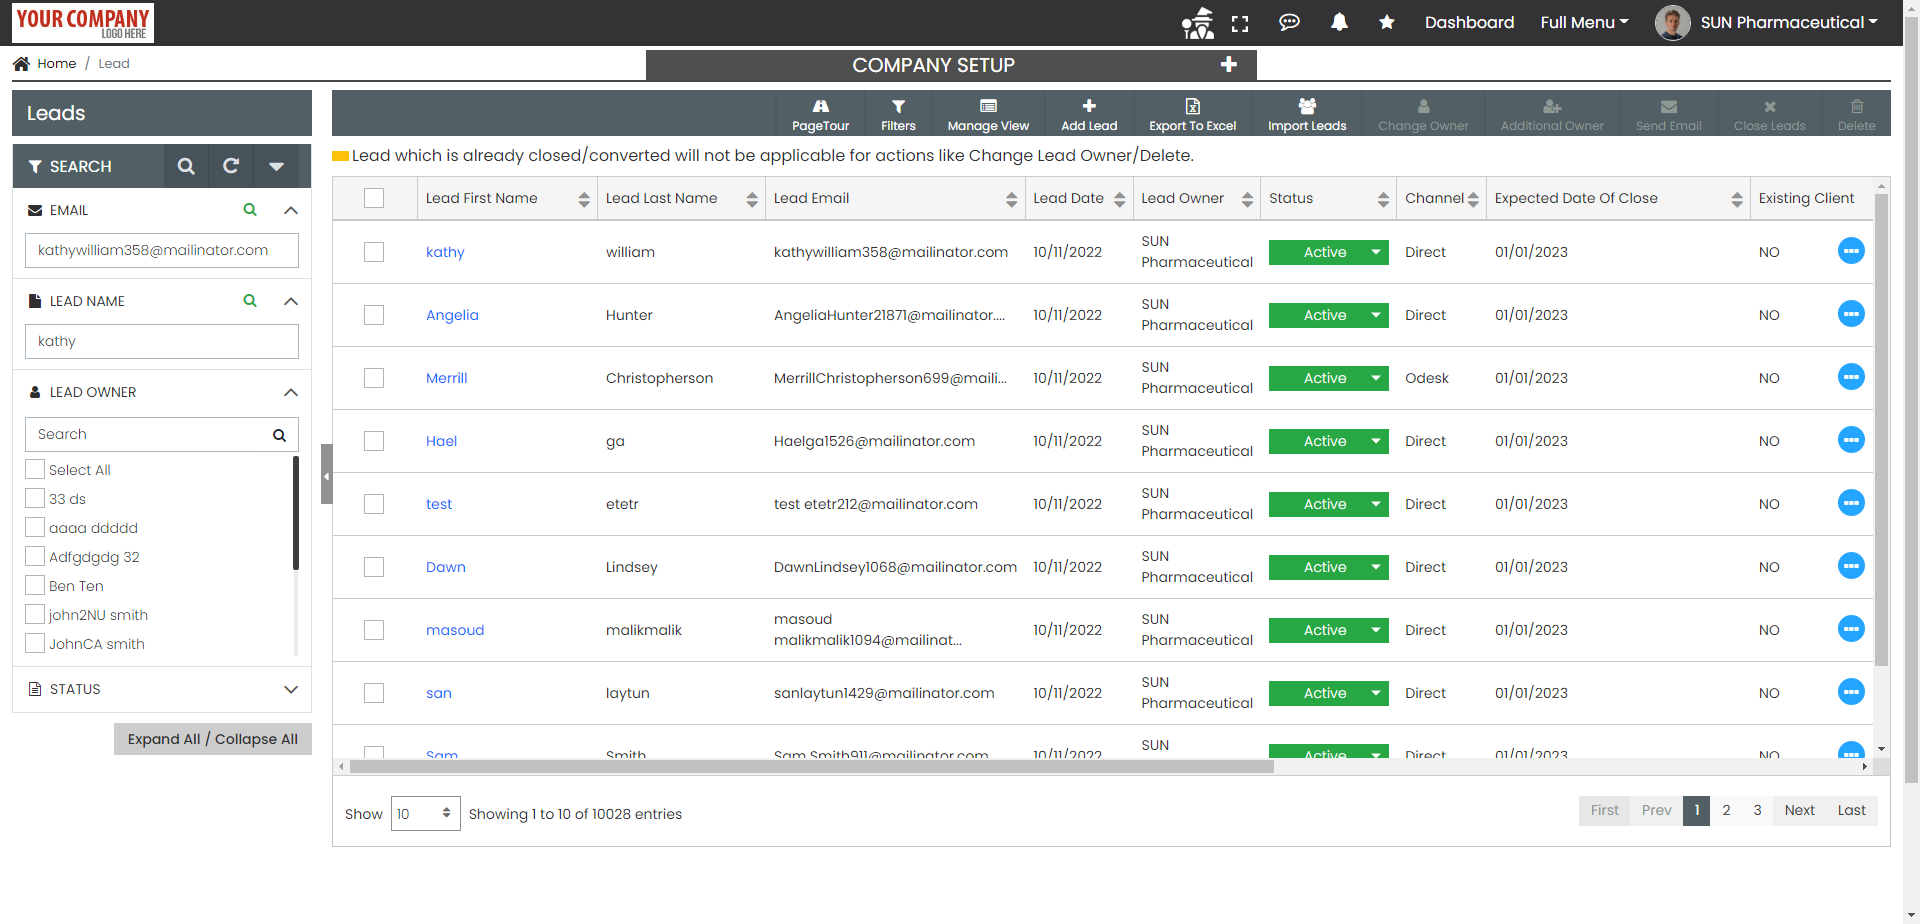 YOUR COMPANY
LOGO HERE
Dashboard
Full Menu
SUN Pharmaceutical
Home / Lead
COMPANY SETUP
Leads
PageTour
Filters
Manage View
Add Lead
Export To Excel
Import Leads
Change Owner
Additional Owner
Send Email
Close Leads
Delete
SEARCH
EMAIL
kathywilliam358@mailinator.com
LEAD NAME
kathy
LEAD OWNER
Search
Select All
33 ds
aaaa ddddd
Adfgdgdg 32
Ben Ten
john2NU smith
JohnCA smith
STATUS
Expand All / Collapse All
Lead which is already closed/converted will not be applicable for actions like Change Lead Owner/Delete.
Lead First Name Lead Last Name Lead Email Lead Date Lead Owner Status Channel Expected Date Of Close Existing Client
kathy william kathywilliam358@mailinator.com 10/11/2022 SUN Pharmaceutical Active Direct 01/01/2023 NO
Angelia Hunter AngeliaHunter21871@mailinator.... 10/11/2022 SUN Pharmaceutical Active Direct 01/01/2023 NO
Merrill Christopherson MerrillChristopherson699@maili... 10/11/2022 SUN Pharmaceutical Active Odesk 01/01/2023 NO
Hael ga Haelga1526@mailinator.com 10/11/2022 SUN Pharmaceutical Active Direct 01/01/2023 NO
test etetr test etetr212@mailinator.com 10/11/2022 SUN Pharmaceutical Active Direct 01/01/2023 NO
Dawn Lindsey DawnLindsey1068@mailinator.com 10/11/2022 SUN Pharmaceutical Active Direct 01/01/2023 NO
masoud malikmalik masoud malikmalik1094@mailinat... 10/11/2022 SUN Pharmaceutical Active Direct 01/01/2023 NO
san laytun sanlaytun1429@mailinator.com 10/11/2022 SUN Pharmaceutical Active Direct 01/01/2023 NO
Sam Smith Sam Smith911@mailinator.com 10/11/2022 SUN Active Direct 01/01/2023 NO
Show 10 Showing 1 to 10 of 10028 entries
First Prev 1 2 3 Next Last